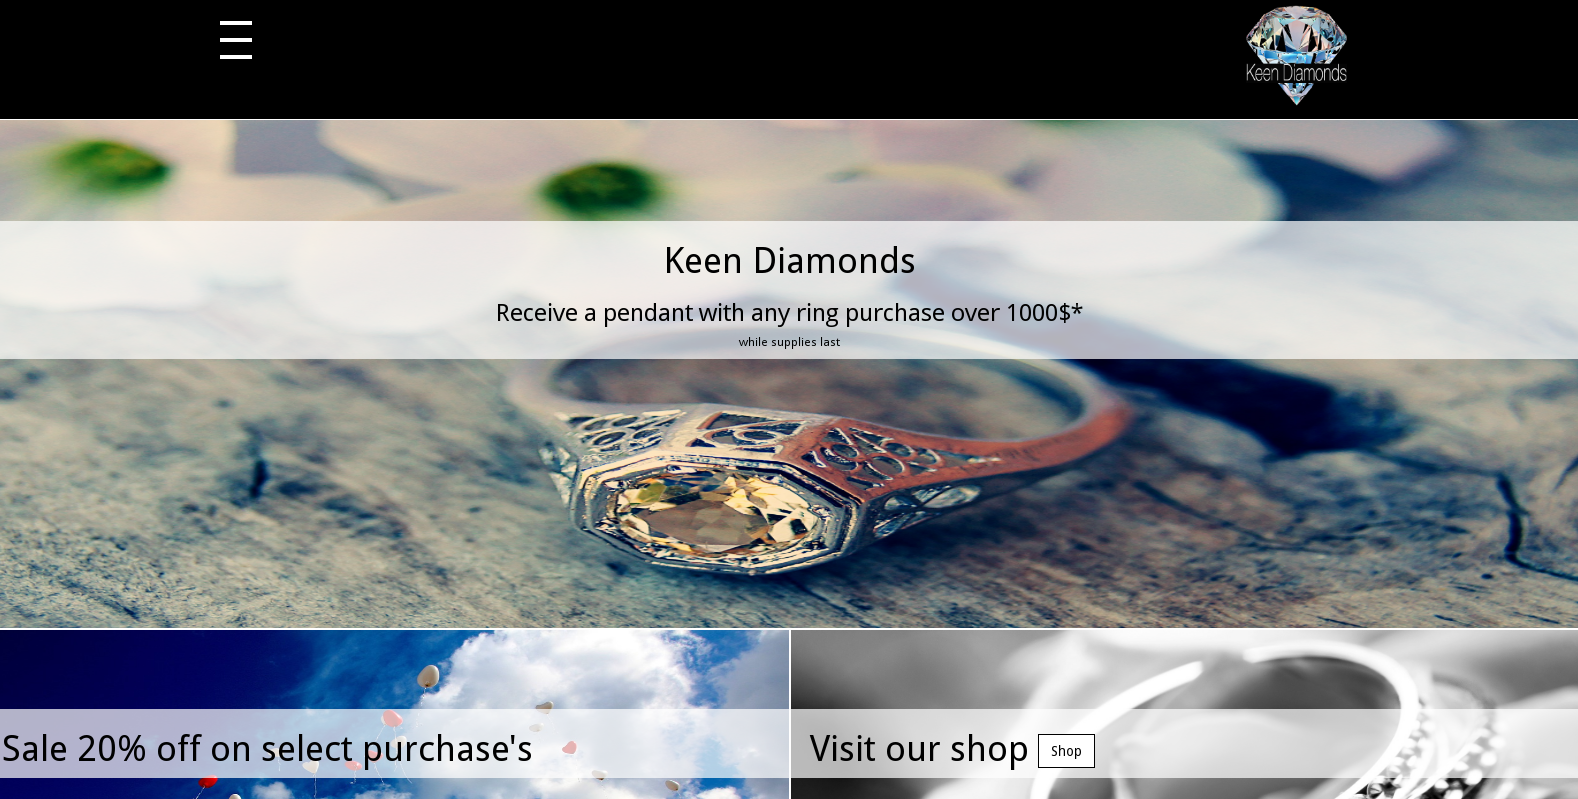 Keen Diamonds
Keen Diamonds
Receive a pendant with any ring purchase over 1000$*
while supplies last
Sale 20% off on select purchase's
Visit our shop Shop